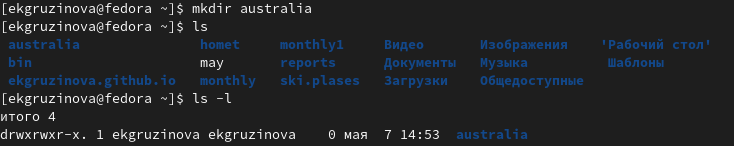 [ekgruzinova@fedora ~]$ mkdir australia
[ekgruzinova@fedora ~]$ ls
australia homet monthly1 Видео Изображения 'Рабочий стол'
bin may reports Документы Музыка Шаблоны
ekgruzinova.github.io monthly ski.plases Загрузки Общедоступные
[ekgruzinova@fedora ~]$ ls -l
итого 4
drwxrwxr-x. 1 ekgruzinova ekgruzinova 0 мая 7 14:53 australia